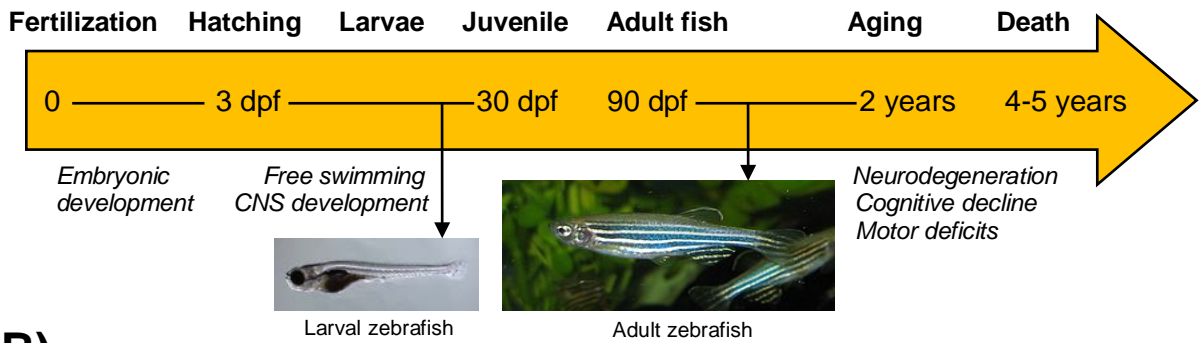 Fertilization Hatching Larvae Juvenile Adult fish Aging Death
0 3 dpf 30 dpf 90 dpf 2 years 4-5 years
Embryonic
development
Free swimming
CNS development
Neurodegeneration
Cognitive decline
Motor deficits
Larval zebrafish
Adult zebrafish